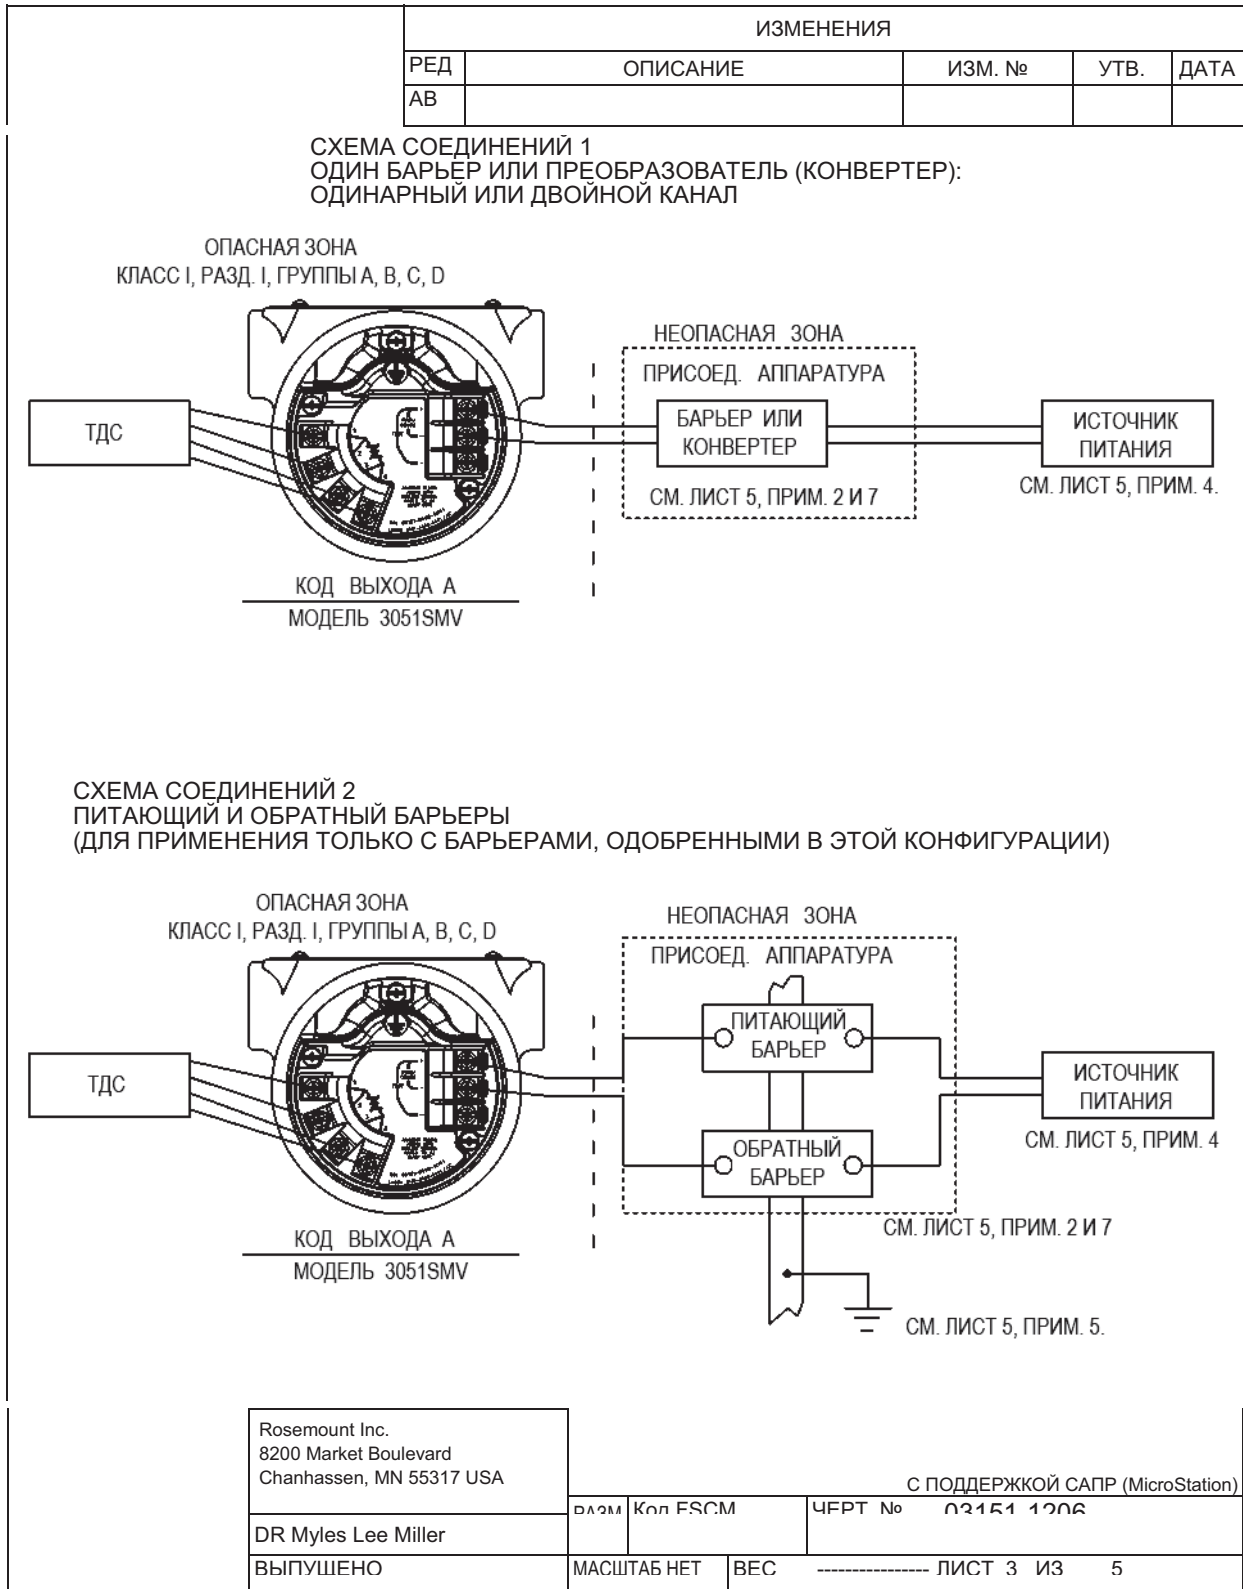 ИЗМЕНЕНИЯ
РЕД ОПИСАНИЕ ИЗМ. № УТВ. ДАТА
АВ
СХЕМА СОЕДИНЕНИЙ 1
ОДИН БАРЬЕР ИЛИ ПРЕОБРАЗОВАТЕЛЬ (КОНВЕРТЕР):
ОДИНАРНЫЙ ИЛИ ДВОЙНОЙ КАНАЛ
ОПАСНАЯ ЗОНА
КЛАСС I, РАЗД. I, ГРУППЫ А, В, С, D
НЕОПАСНАЯ ЗОНА
ПРИСОЕД. АППАРАТУРА
ТДС
БАРЬЕР ИЛИ
КОНВЕРТЕР
ИСТОЧНИК
ПИТАНИЯ
СМ. ЛИСТ 5, ПРИМ. 2 И 7
СМ. ЛИСТ 5, ПРИМ. 4.
КОД ВЫХОДА А
МОДЕЛЬ 3051SMV
СХЕМА СОЕДИНЕНИЙ 2
ПИТАЮЩИЙ И ОБРАТНЫЙ БАРЬЕРЫ
(ДЛЯ ПРИМЕНЕНИЯ ТОЛЬКО С БАРЬЕРАМИ, ОДОБРЕННЫМИ В ЭТОЙ КОНФИГУРАЦИИ)
ОПАСНАЯ ЗОНА
КЛАСС I, РАЗД. I, ГРУППЫ А, В, С, D
НЕОПАСНАЯ ЗОНА
ПРИСОЕД. АППАРАТУРА
ТДС
ПИТАЮЩИЙ
БАРЬЕР
ИСТОЧНИК
ПИТАНИЯ
СМ. ЛИСТ 5, ПРИМ. 4
ОБРАТНЫЙ
БАРЬЕР
СМ. ЛИСТ 5, ПРИМ. 2 И 7
КОД ВЫХОДА А
МОДЕЛЬ 3051SMV
СМ. ЛИСТ 5, ПРИМ. 5.
Rosemount Inc.
8200 Market Boulevard
Chanhassen, MN 55317 USA
С ПОДДЕРЖКОЙ САПР (MicroStation)
РАЗМ Код FSCM ЧЕРТ. № 03151-1206
DR Myles Lee Miller
ВЫПУЩЕНО МАСШТАБ НЕТ ВЕС ---------------- ЛИСТ 3 ИЗ 5